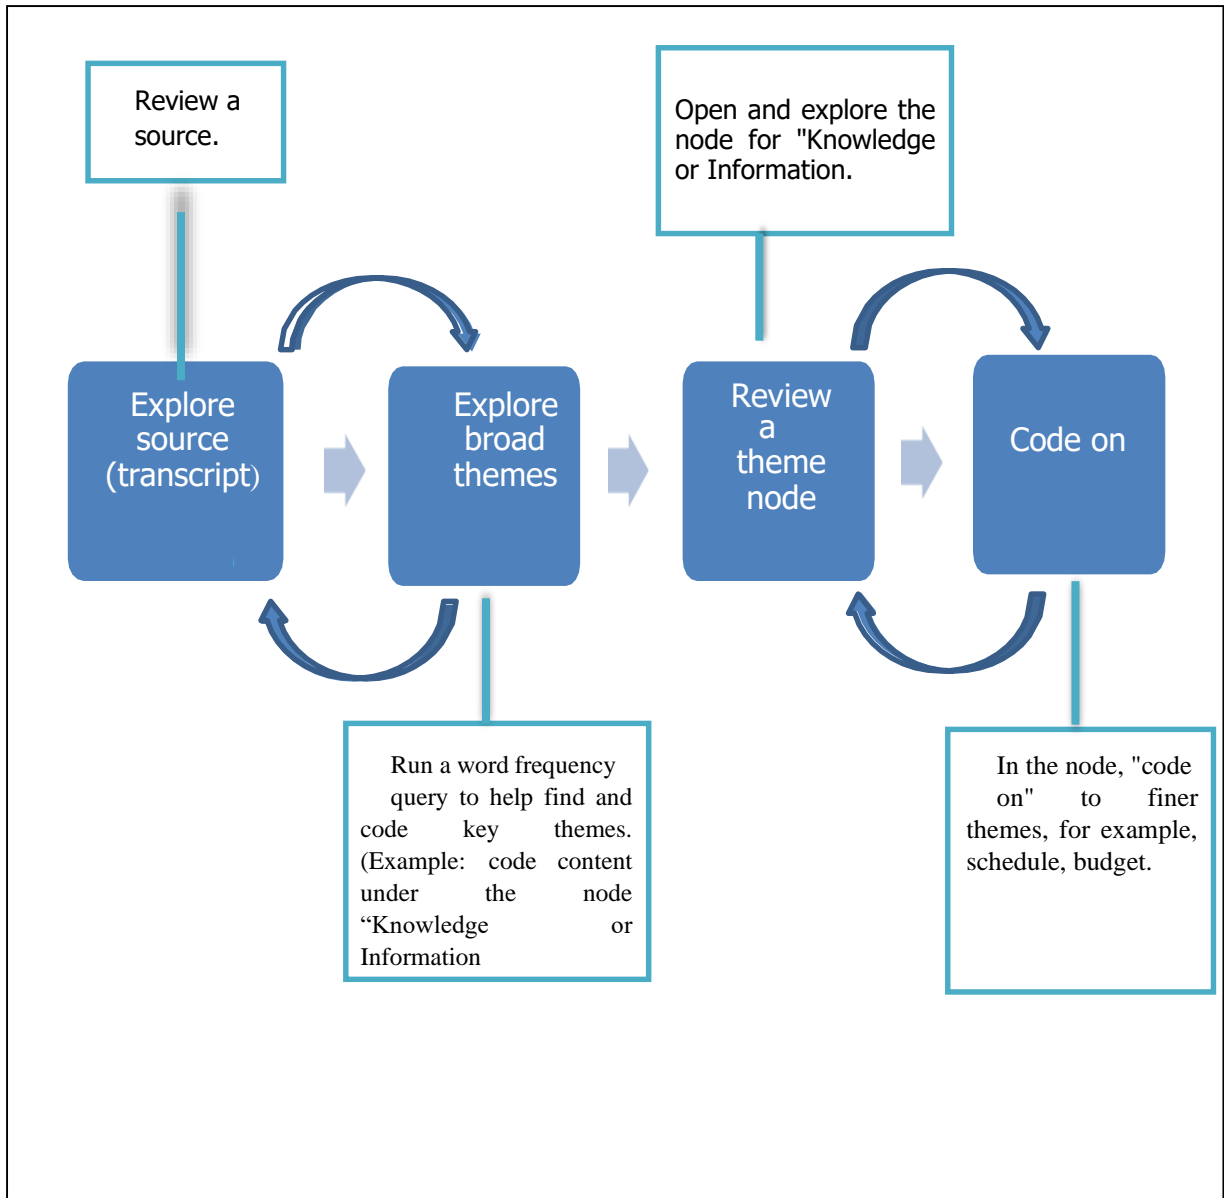 Review a
source.
Open and explore the
node for "Knowledge
or Information.
Explore
source
(transcript)
Explore
broad
themes
Review
a
theme
node
Code on
Run a word frequency
query to help find and
code key themes.
(Example: code content
under the node
“Knowledge or
Information
In the node, "code
on" to finer
themes, for example,
schedule, budget.